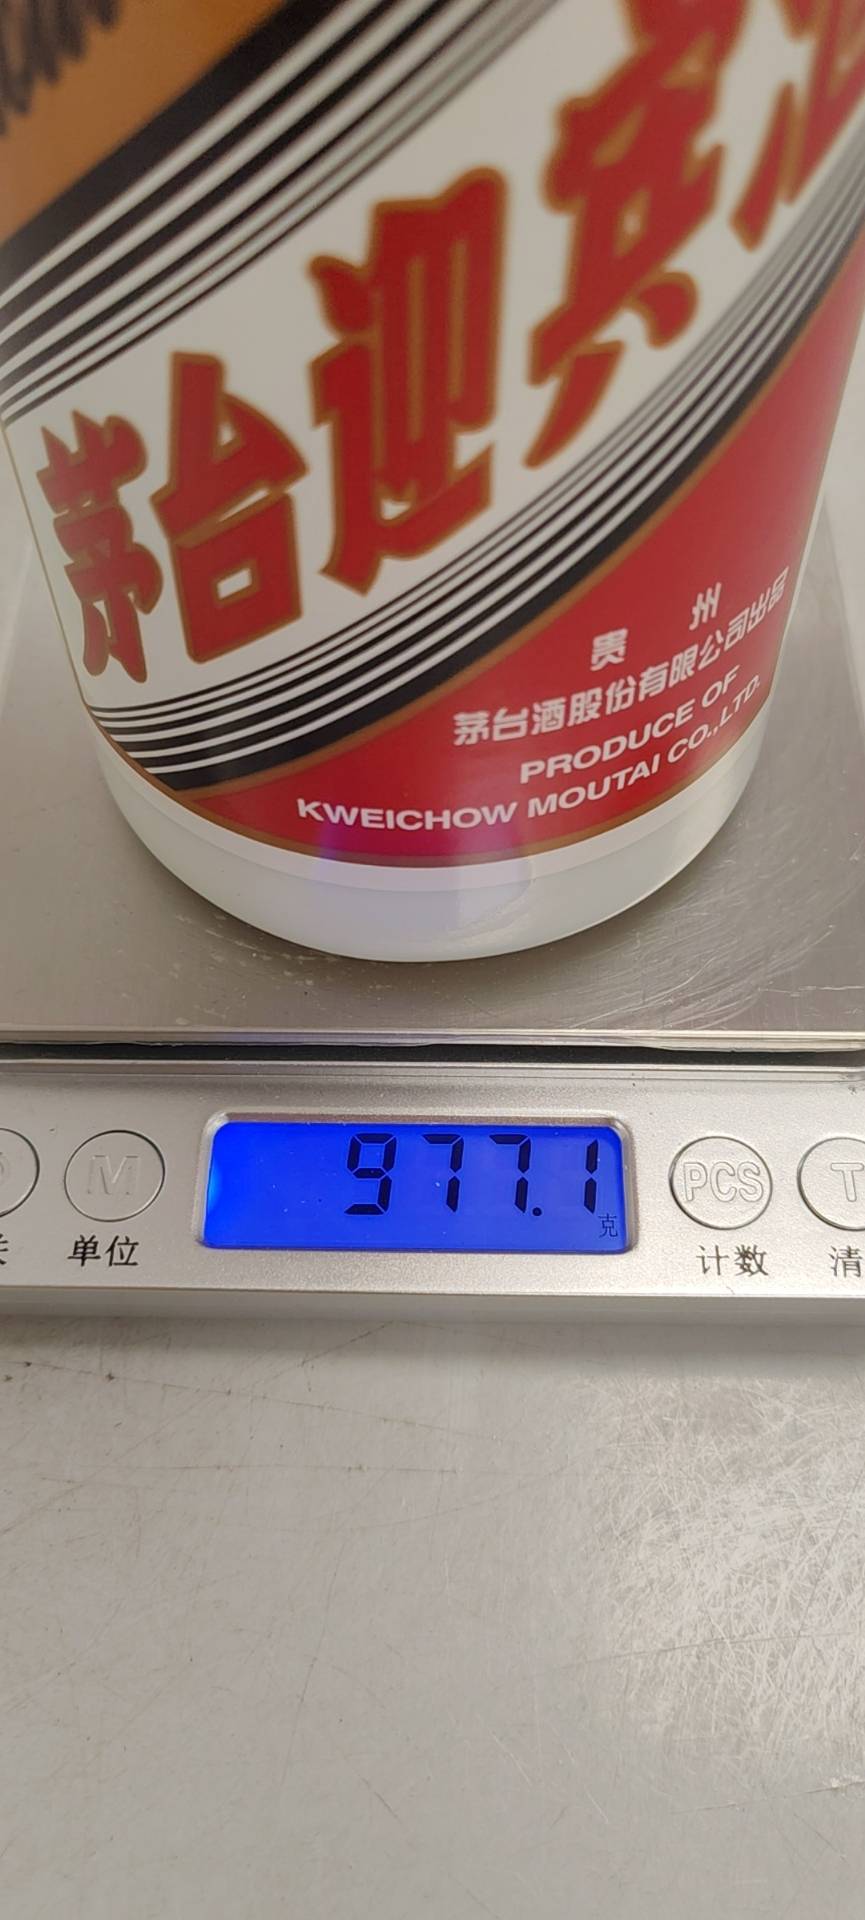 茅台迎宾酒
贵 州
茅台酒股份有限公司出品
PRODUCE OF
KWEICHOW MOUTAI CO.,LTD.
977.1
克
M
PCS
T
单位
计数
清